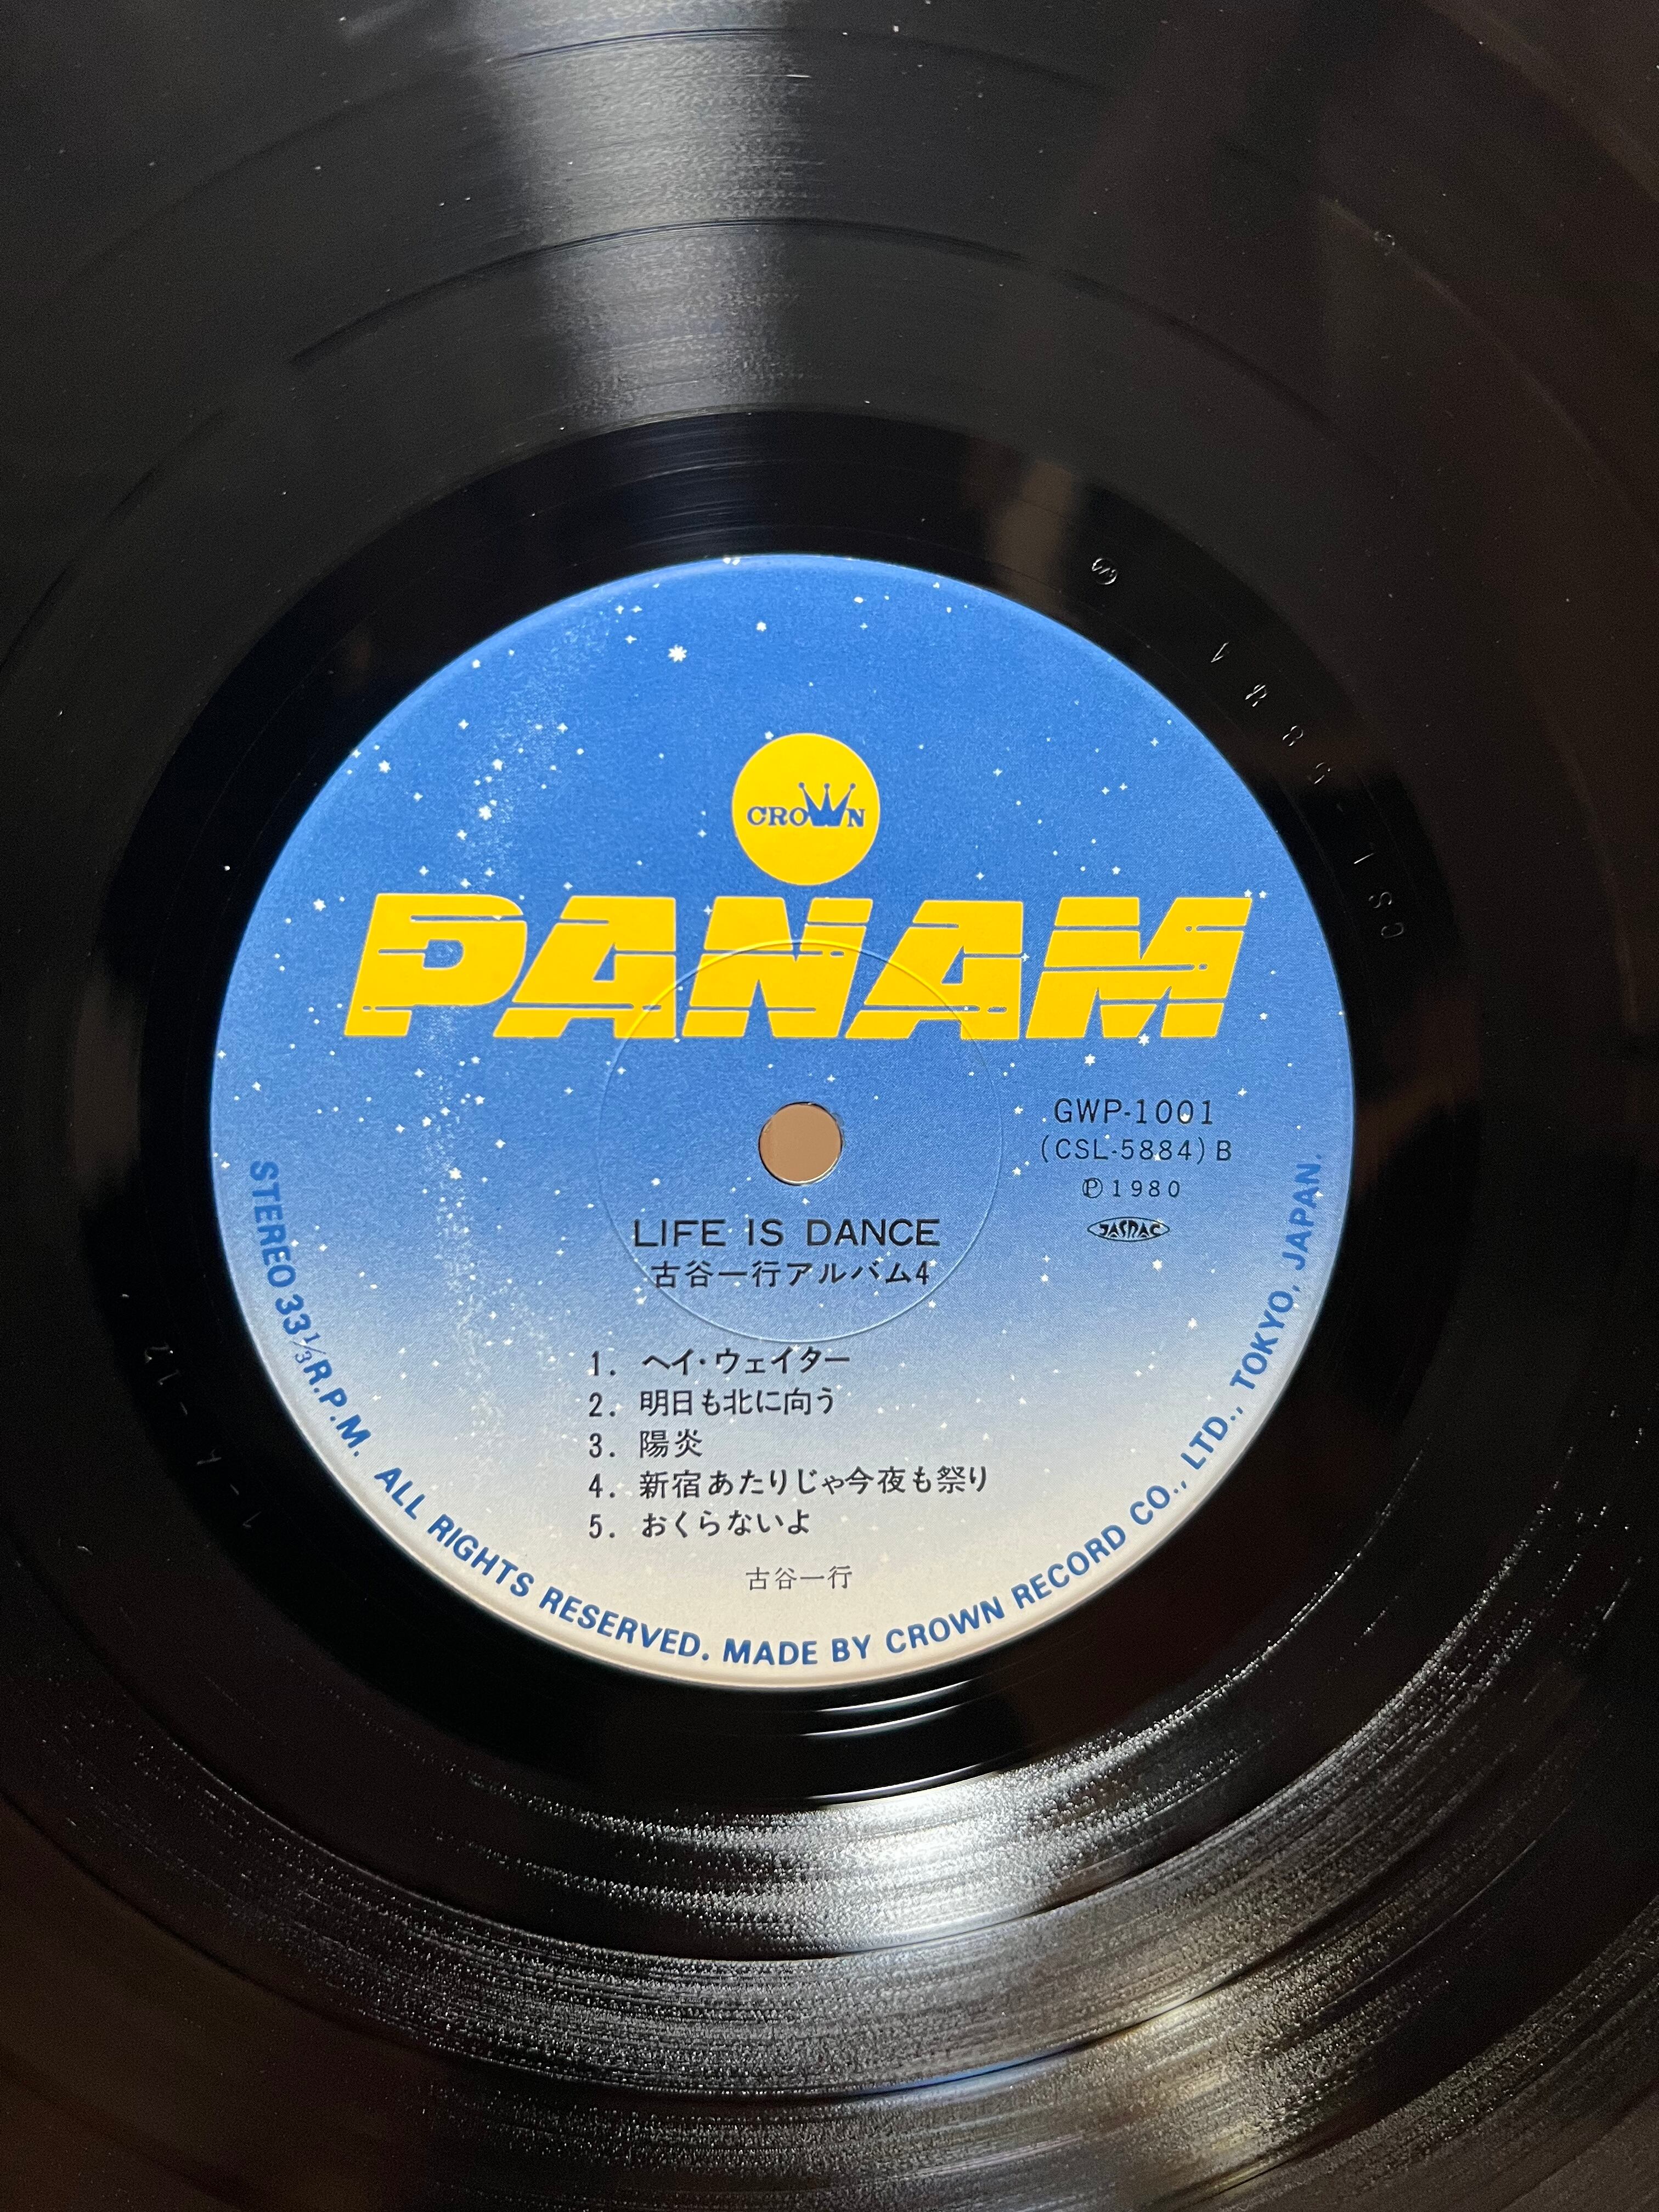 CROWN
PANAM
GWP-1001
(CSL-5884) B
Ⓟ1980
JASRAC
LIFE IS DANCE
古谷一行アルバム4
1. ヘイ・ウェイター
2. 明日も北に向う
3. 陽炎
4. 新宿あたりじゃ今夜も祭り
5. おくらないよ
古谷一行
STEREO 33⅓R.P.M. ALL RIGHTS RESERVED. MADE BY CROWN RECORD CO., LTD., TOKYO, JAPAN.